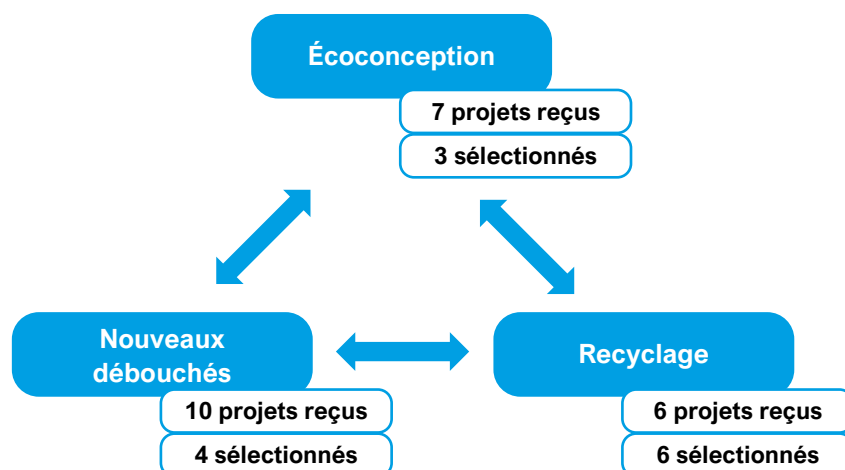 Écoconception
7 projets reçus
3 sélectionnés
Nouveaux
débouchés
10 projets reçus
4 sélectionnés
Recyclage
6 projets reçus
6 sélectionnés